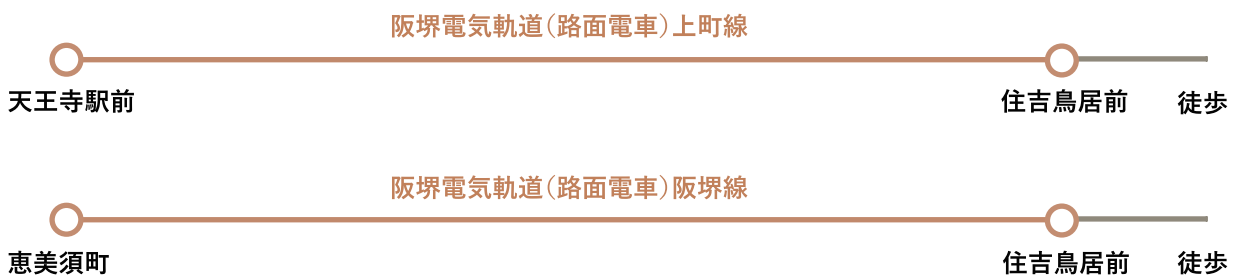 阪堺電気軌道（路面電車）上町線
天王寺駅前
住吉鳥居前
徒歩
阪堺電気軌道（路面電車）阪堺線
恵美須町
住吉鳥居前
徒歩